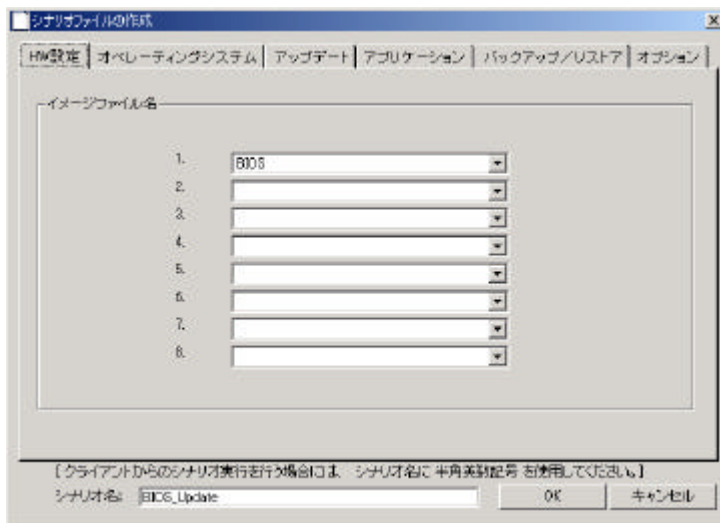 シナリオファイルの作成
HW設定 オペレーティングシステム アップデート アプリケーション バックアップ/リストア オプション
イメージファイル名
1. BIOS
2.
3.
4.
5.
6.
7.
8.
[ クライアントからのシナリオ実行を行う場合には、シナリオ名に 半角英数記号 を使用してください。]
シナリオ名: BIOS_Update OK キャンセル